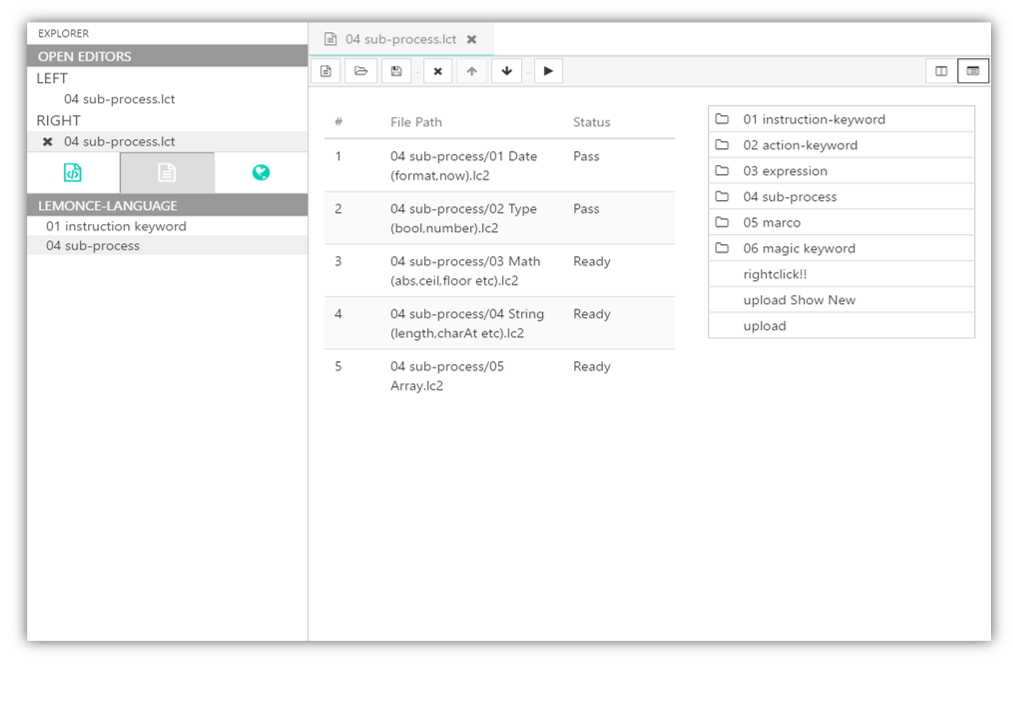 EXPLORER
OPEN EDITORS
LEFT
04 sub-process.lct
RIGHT
04 sub-process.lct
LEMONCE-LANGUAGE
01 instruction keyword
04 sub-process
04 sub-process.lct
# File Path Status
1 04 sub-process/01 Date Pass
(format,now).lc2
2 04 sub-process/02 Type Pass
(bool,number).lc2
3 04 sub-process/03 Math Ready
(abs,ceil,floor etc).lc2
4 04 sub-process/04 String Ready
(length,charAt etc).lc2
5 04 sub-process/05 Ready
Array.lc2
01 instruction-keyword
02 action-keyword
03 expression
04 sub-process
05 marco
06 magic keyword
rightclick!!
upload Show New
upload